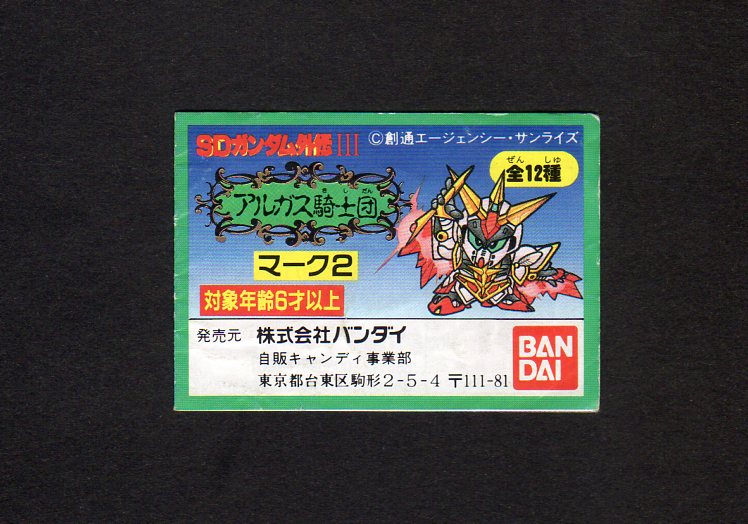 SDガンダム外伝III
©創通エージェンシー・サンライズ
ぜんしゅ
全12種
きしだん
アルガス騎士団
マーク2
対象年齢6才以上
発売元 株式会社バンダイ
自販キャンディ事業部
東京都台東区駒形2-5-4 〒111-81
BAN
DAI